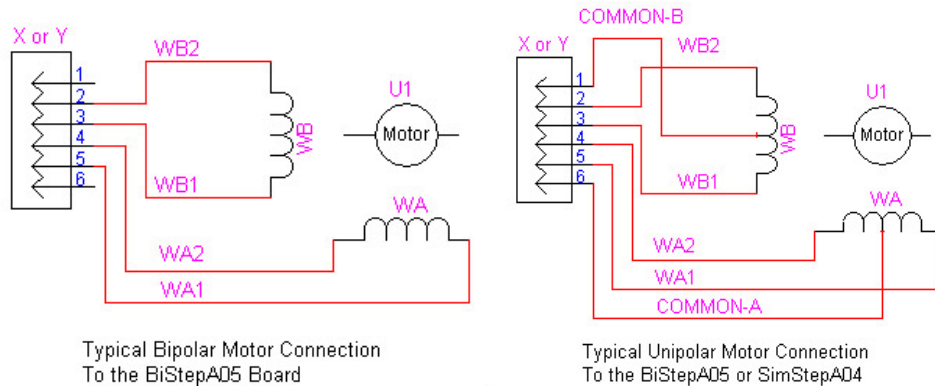 X or Y
1
2
3
4
5
6
WB2
WB1
WB
U1
Motor
WA
WA2
WA1
Typical Bipolar Motor Connection
To the BiStepA05 Board
COMMON-B
X or Y
1
2
3
4
5
6
WB2
WB1
WB
U1
Motor
WA
WA2
WA1
COMMON-A
Typical Unipolar Motor Connection
To the BiStepA05 or SimStepA04